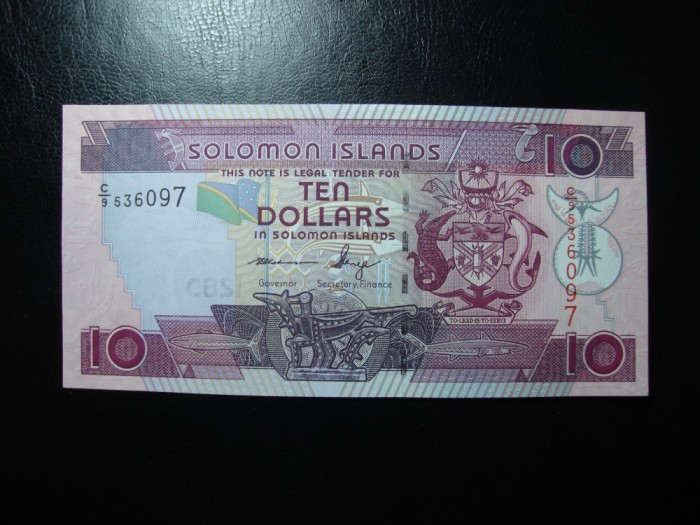 SOLOMON ISLANDS
10
THIS NOTE IS LEGAL TENDER FOR
C/9 536097
TEN
DOLLARS
IN SOLOMON ISLANDS
C/9 536097
CBSI
Governor Secretary, Finance
TO LEAD IS TO SERVE
10
10